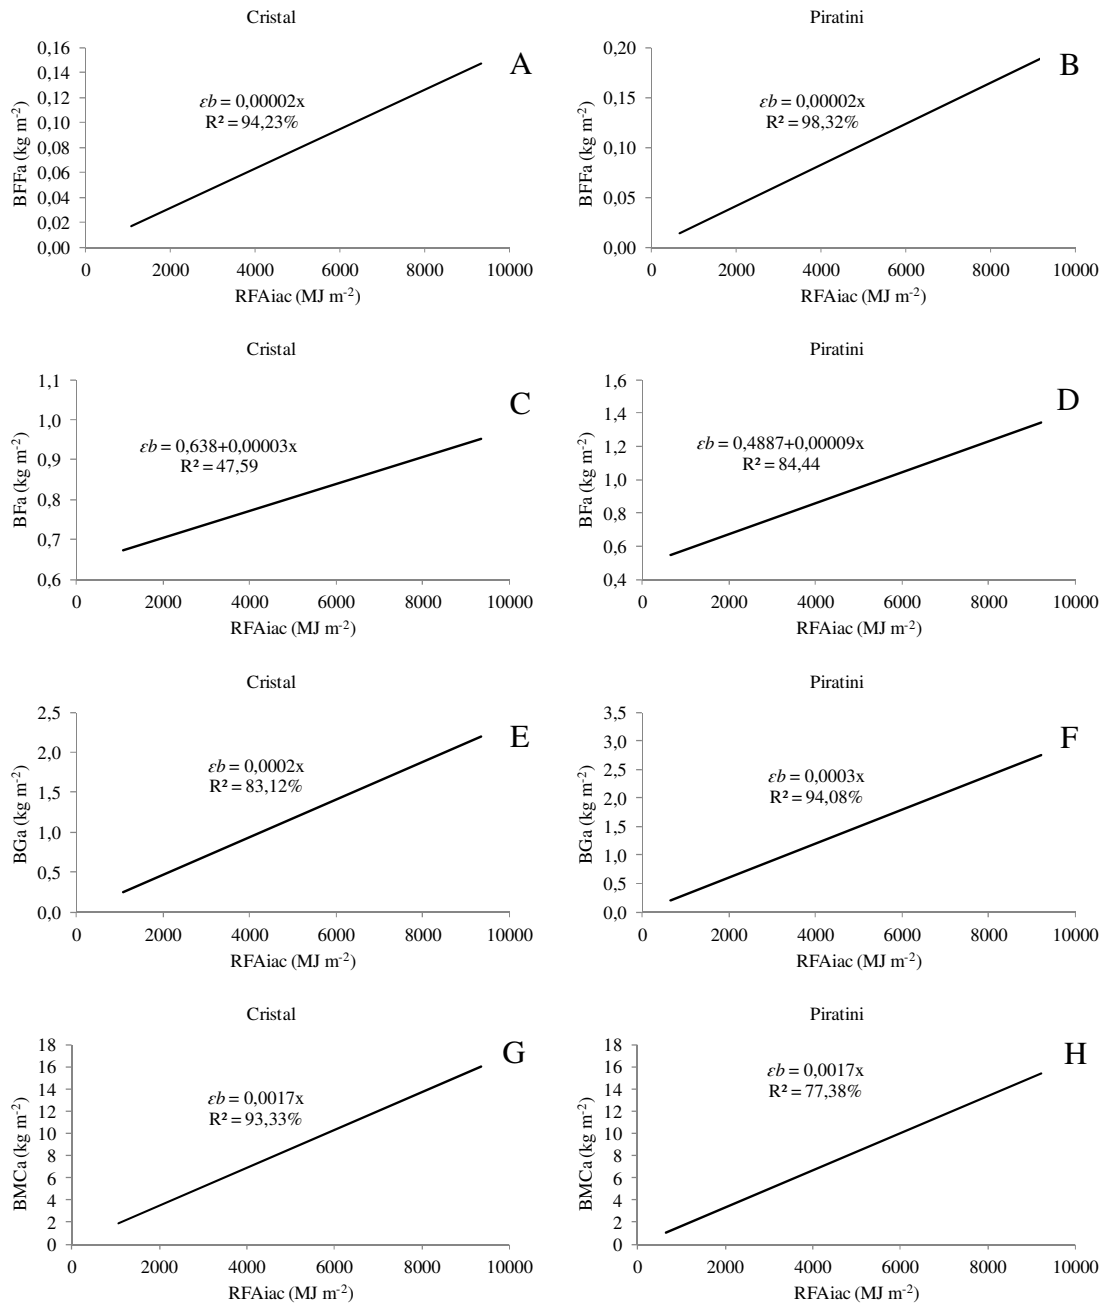 Cristal
A
0,16
0,14
0,12
0,10
0,08
0,06
0,04
0,02
0,00
BFFa (kg m-2)
εb = 0,00002x
R² = 94,23%
0 2000 4000 6000 8000 10000
RFAiac (MJ m-2)
Piratini
B
0,20
0,15
0,10
0,05
0,00
BFFa (kg m-2)
εb = 0,00002x
R² = 98,32%
0 2000 4000 6000 8000 10000
RFAiac (MJ m-2)
Cristal
C
1,1
1,0
0,9
0,8
0,7
0,6
BFa (kg m-2)
εb = 0,638+0,00003x
R² = 47,59
0 2000 4000 6000 8000 10000
RFAiac (MJ m-2)
Piratini
D
1,6
1,4
1,2
1,0
0,8
0,6
0,4
BFa (kg m-2)
εb = 0,4887+0,00009x
R² = 84,44
0 2000 4000 6000 8000 10000
RFAiac (MJ m-2)
Cristal
E
2,5
2,0
1,5
1,0
0,5
0,0
BGa (kg m-2)
εb = 0,0002x
R² = 83,12%
0 2000 4000 6000 8000 10000
RFAiac (MJ m-2)
Piratini
F
3,5
3,0
2,5
2,0
1,5
1,0
0,5
0,0
BGa (kg m-2)
εb = 0,0003x
R² = 94,08%
0 2000 4000 6000 8000 10000
RFAiac (MJ m-2)
Cristal
G
18
16
14
12
10
8
6
4
2
0
BMCa (kg m-2)
εb = 0,0017x
R² = 93,33%
0 2000 4000 6000 8000 10000
RFAiac (MJ m-2)
Piratini
H
18
16
14
12
10
8
6
4
2
0
BMCa (kg m-2)
εb = 0,0017x
R² = 77,38%
0 2000 4000 6000 8000 10000
RFAiac (MJ m-2)